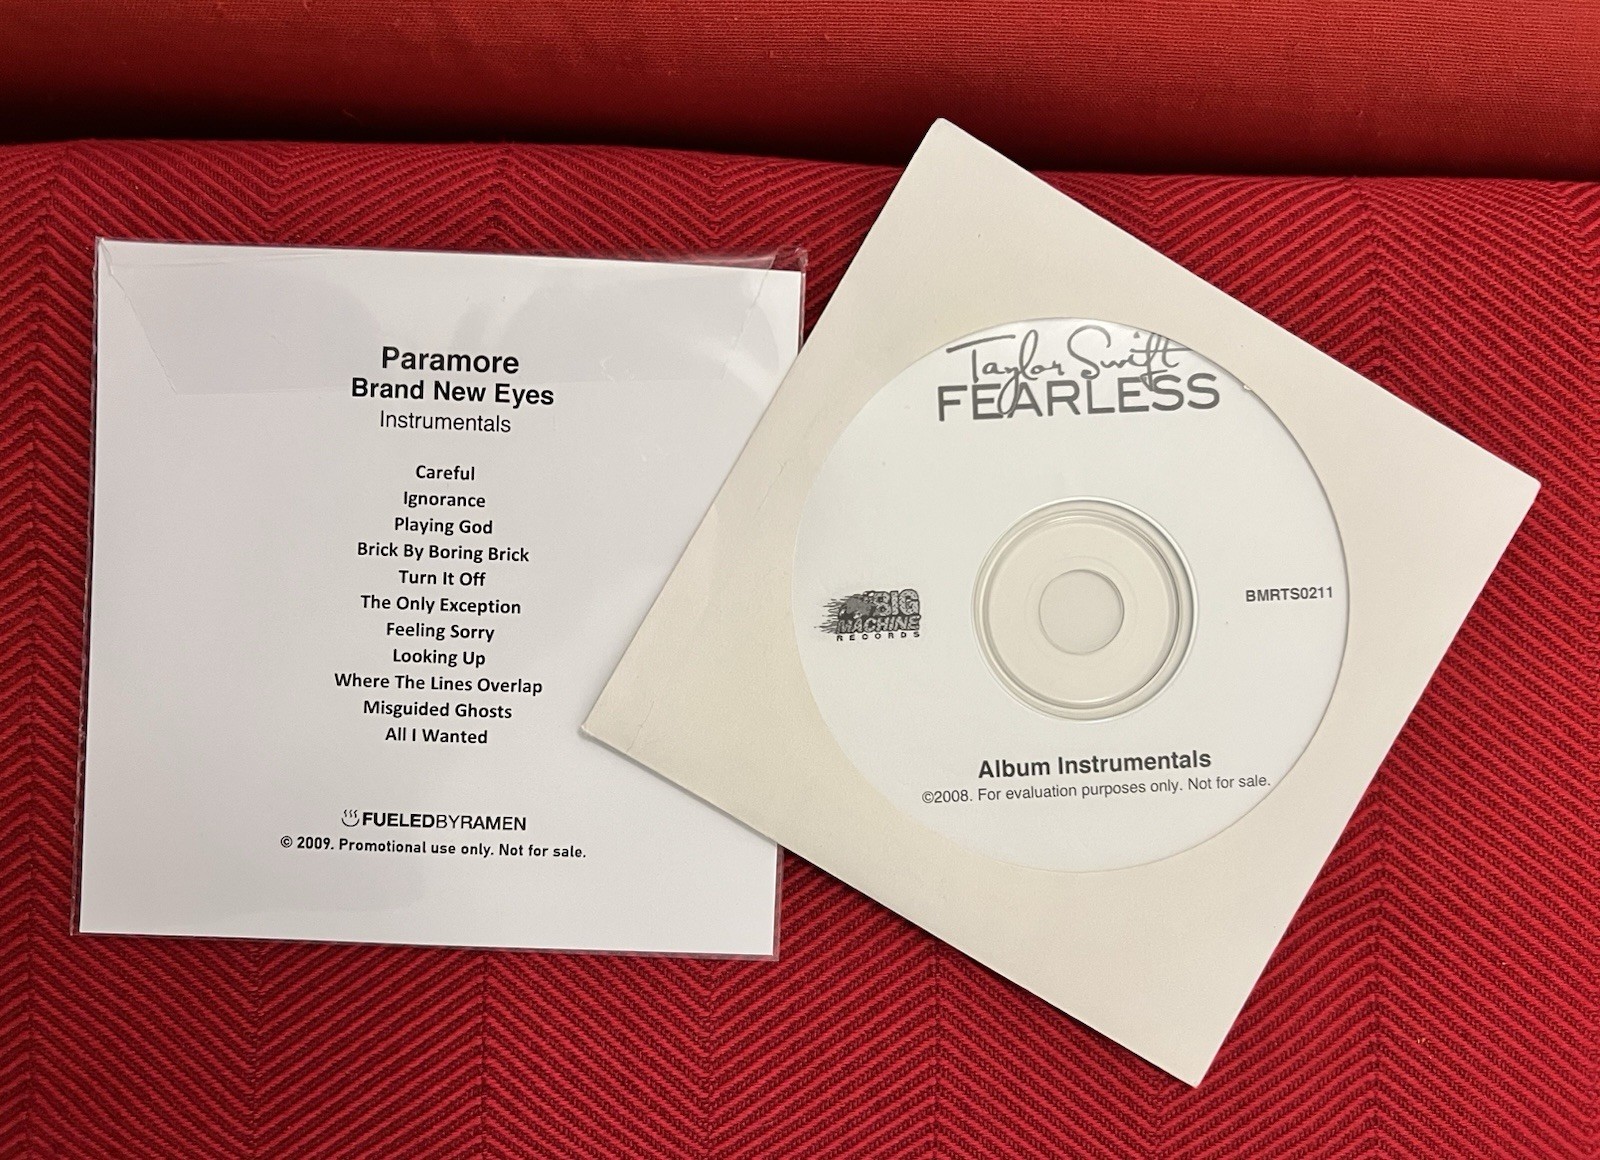 Paramore
Brand New Eyes
Instrumentals
Careful
Ignorance
Playing God
Brick By Boring Brick
Turn It Off
The Only Exception
Feeling Sorry
Looking Up
Where The Lines Overlap
Misguided Ghosts
All I Wanted
FUELEDBYRAMEN
© 2009. Promotional use only. Not for sale.
Taylor Swift
FEARLESS
BIG
MACHINE
RECORDS
BMRTS0211
Album Instrumentals
©2008. For evaluation purposes only. Not for sale.